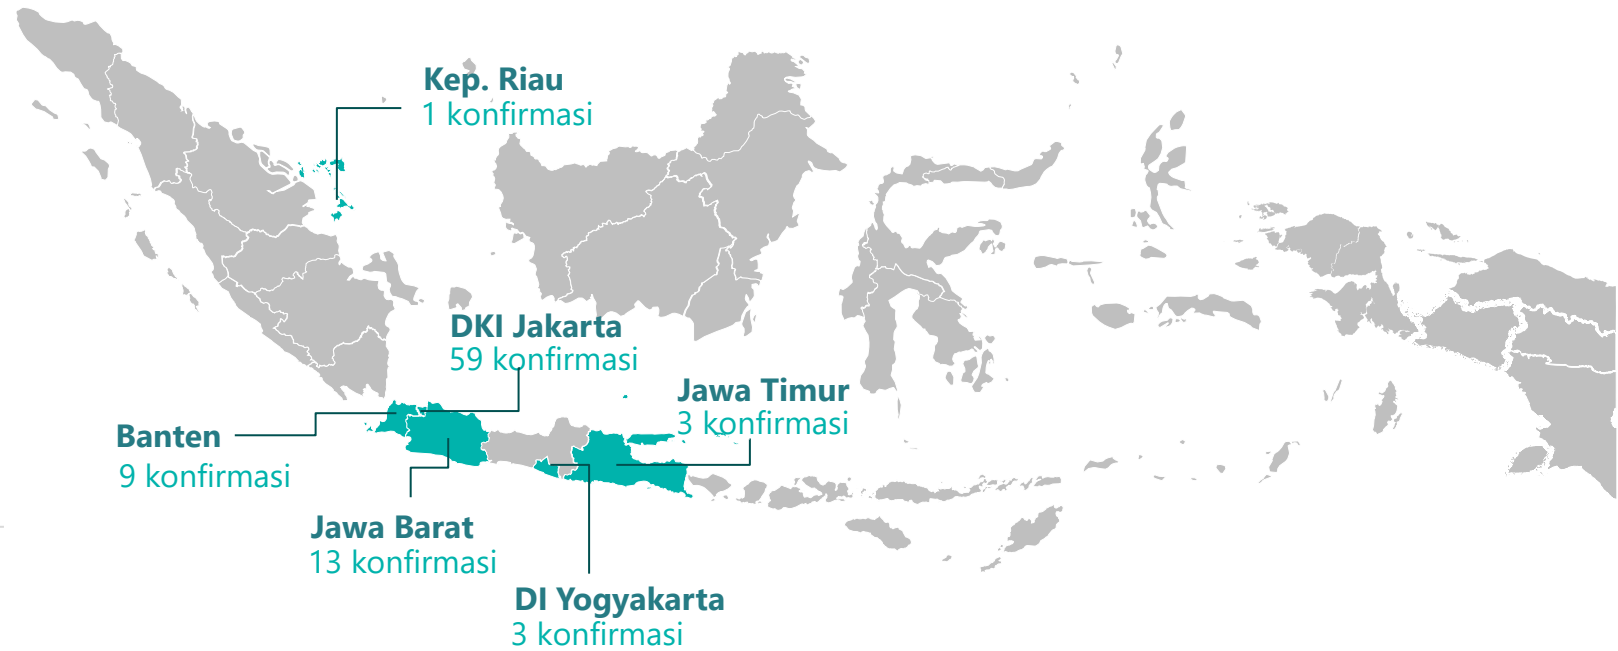 Kep. Riau
1 konfirmasi
DKI Jakarta
59 konfirmasi
Jawa Timur
3 konfirmasi
Banten
9 konfirmasi
Jawa Barat
13 konfirmasi
DI Yogyakarta
3 konfirmasi